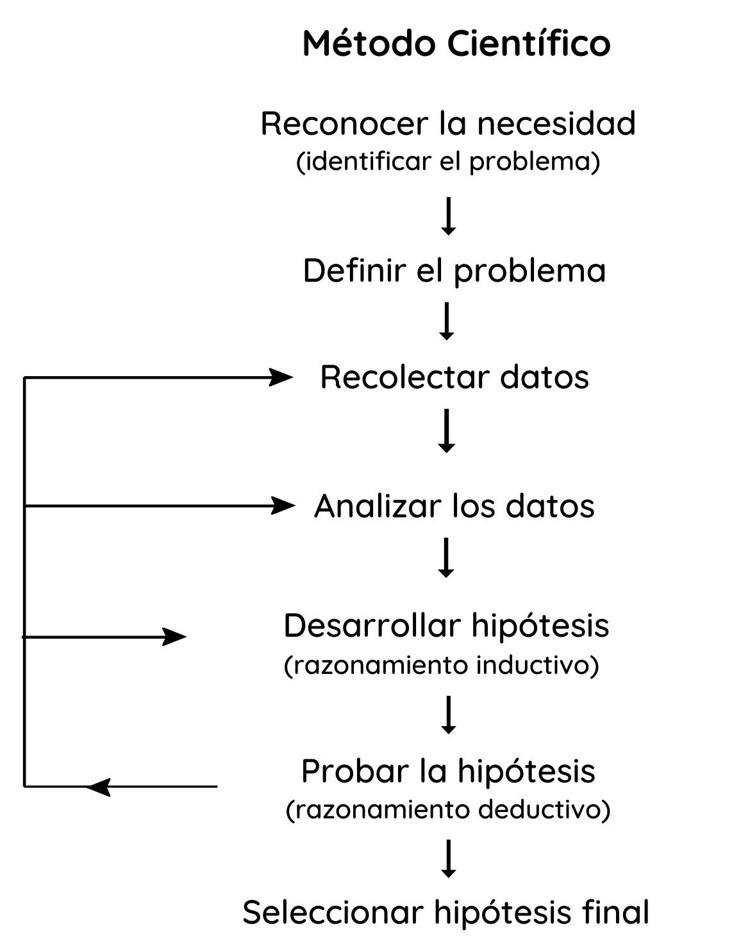 Método Científico
Reconocer la necesidad
(identificar el problema)
Definir el problema
Recolectar datos
Analizar los datos
Desarrollar hipótesis
(razonamiento inductivo)
Probar la hipótesis
(razonamiento deductivo)
Seleccionar hipótesis final